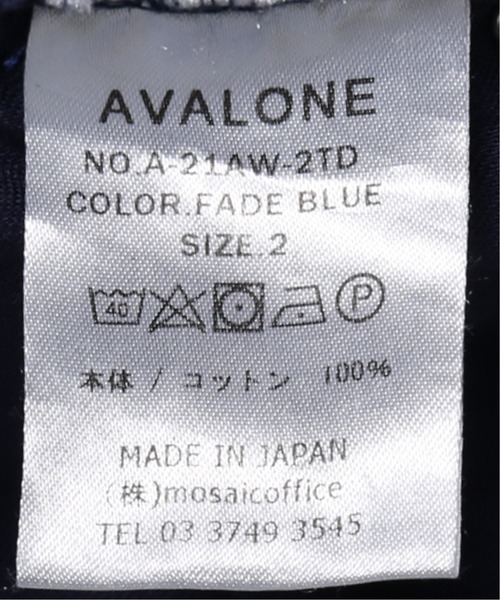 AVALONE
NO.A-21AW-2TD
COLOR.FADE BLUE
SIZE.2
40 P
本体 / コットン 100%
MADE IN JAPAN
(株)mosaicoffice
TEL 03 3749 3545